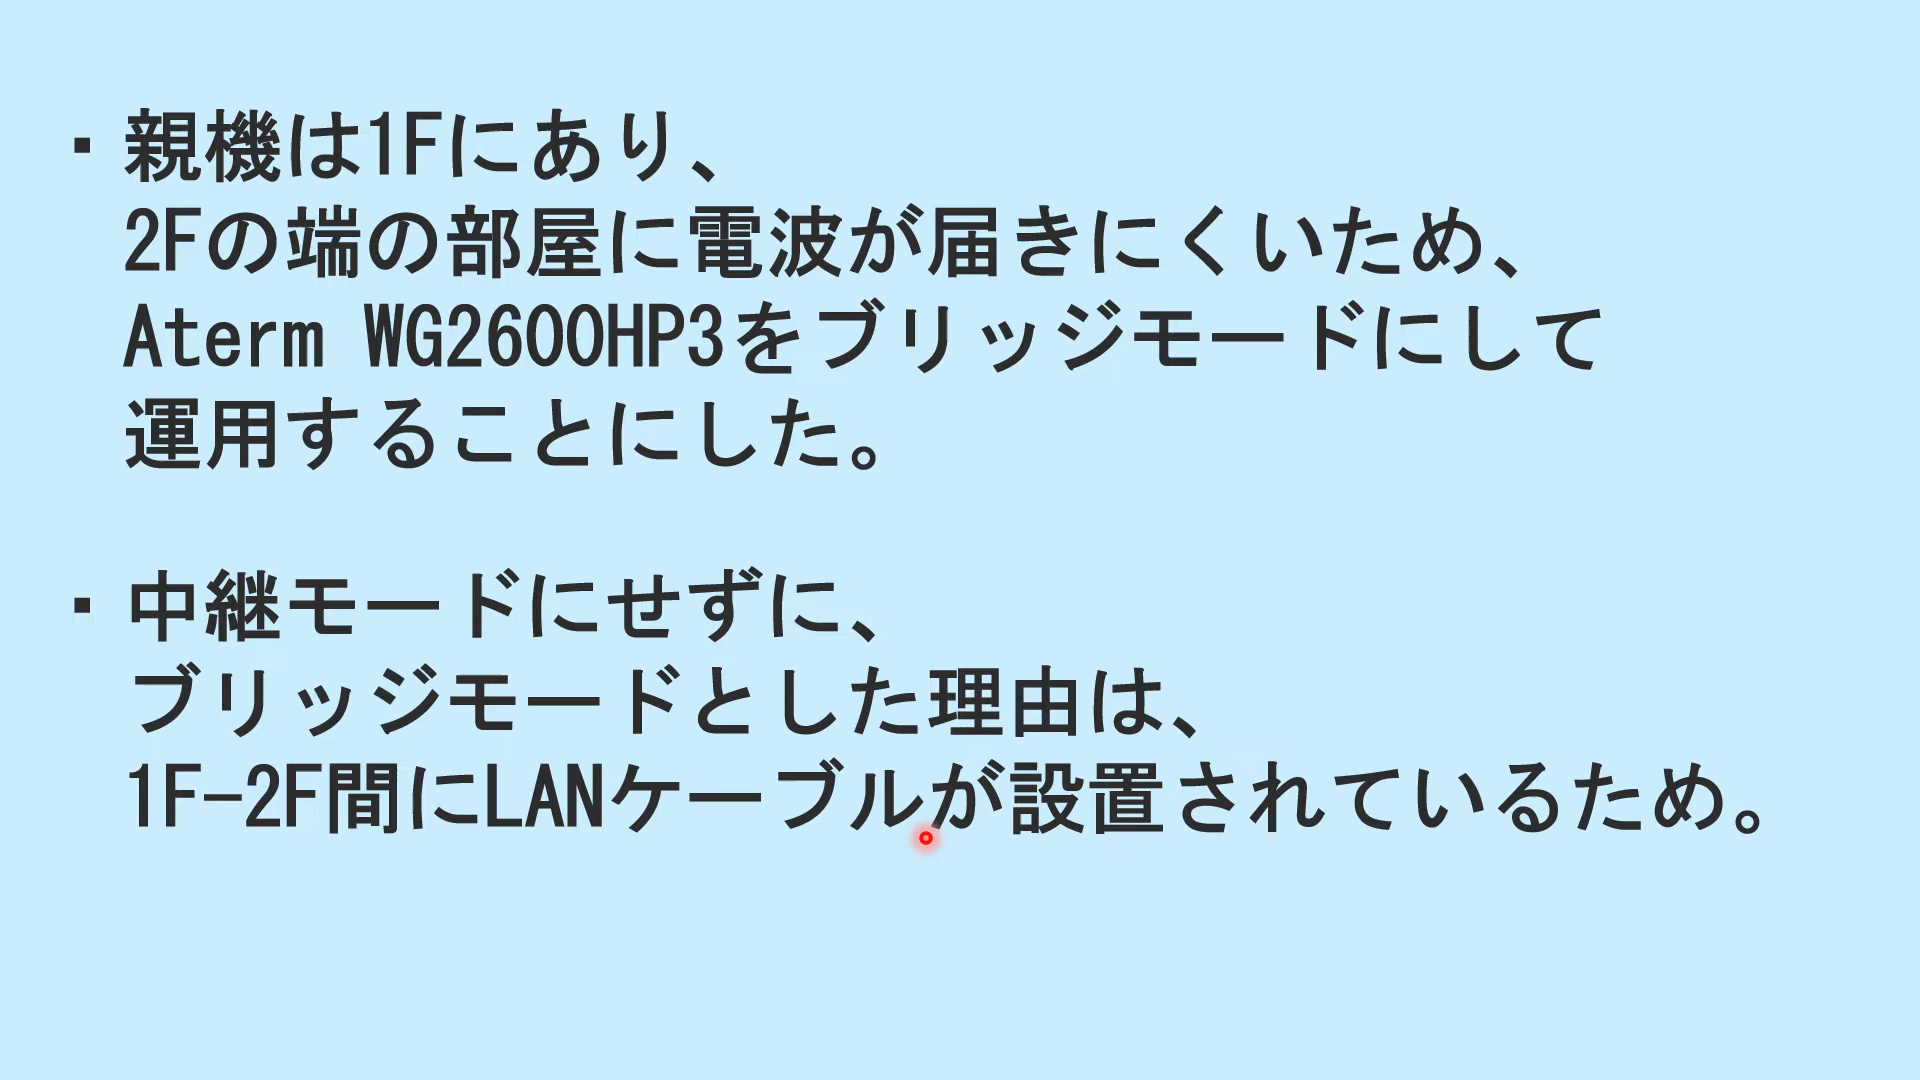 ・親機は1Fにあり、
2Fの端の部屋に電波が届きにくいため、
Aterm WG2600HP3をブリッジモードにして
運用することにした。
・中継モードにせずに、
ブリッジモードとした理由は、
1F-2F間にLANケーブルが設置されているため。